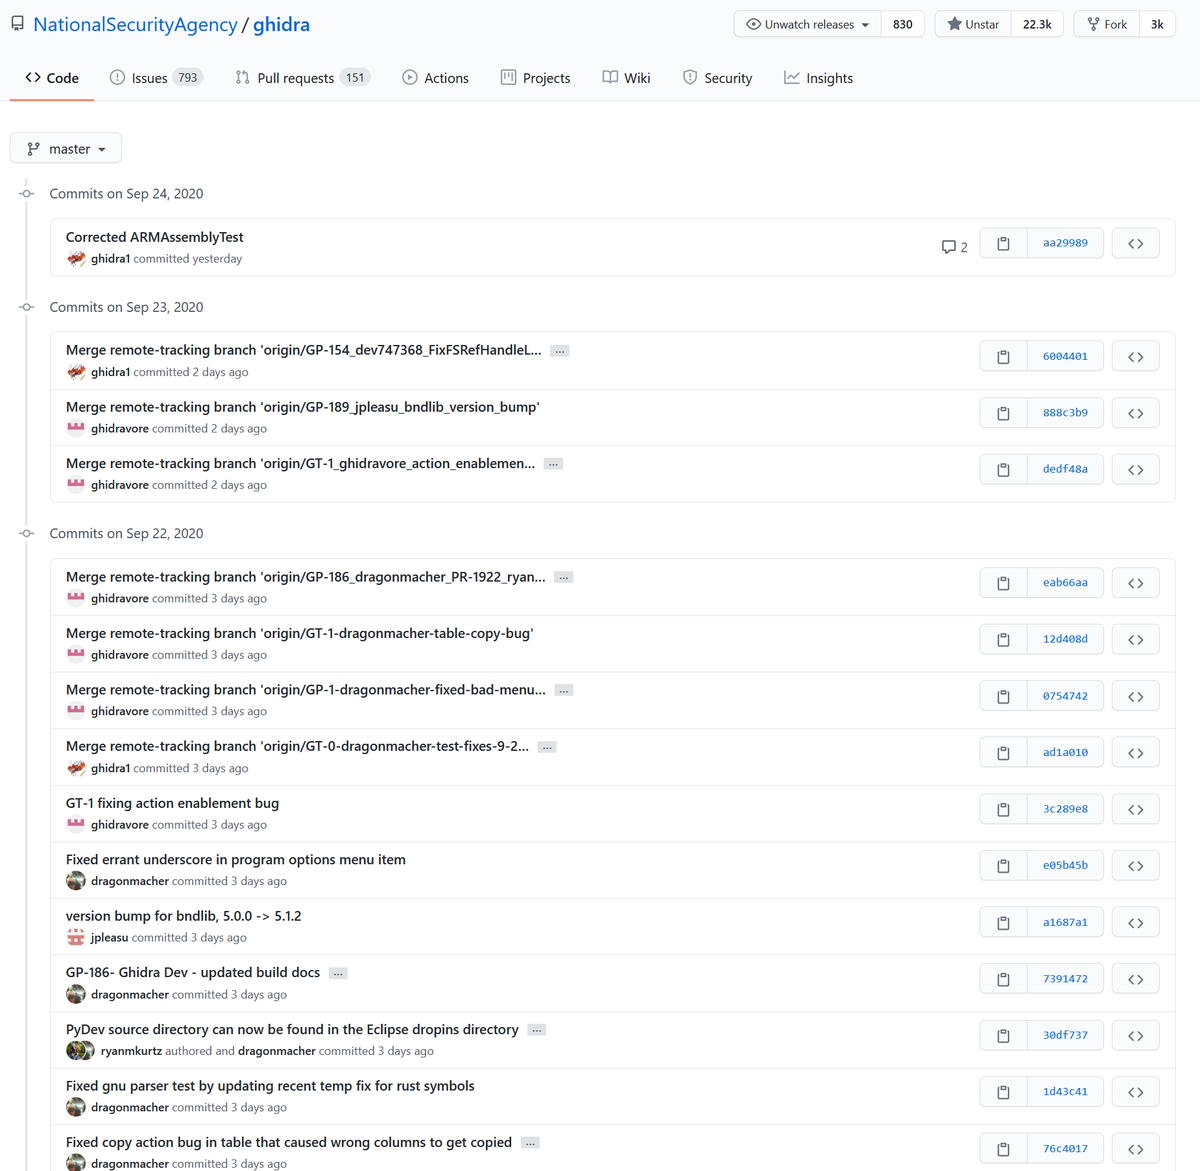 NationalSecurityAgency / ghidra
Unwatch releases 830 Unstar 22.3k Fork 3k
Code Issues 793 Pull requests 151 Actions Projects Wiki Security Insights
master
Commits on Sep 24, 2020
Corrected ARMAssemblyTest
ghidra1 committed yesterday
2 aa29989
Commits on Sep 23, 2020
Merge remote-tracking branch 'origin/GP-154_dev747368_FixFSRefHandleL... ...
ghidra1 committed 2 days ago
6004401
Merge remote-tracking branch 'origin/GP-189_jpleasu_bndlib_version_bump'
ghidravore committed 2 days ago
888c3b9
Merge remote-tracking branch 'origin/GT-1_ghidravore_action_enablemen... ...
ghidravore committed 2 days ago
dedf48a
Commits on Sep 22, 2020
Merge remote-tracking branch 'origin/GP-186_dragonmacher_PR-1922_ryan... ...
ghidravore committed 3 days ago
eab66aa
Merge remote-tracking branch 'origin/GT-1-dragonmacher-table-copy-bug'
ghidravore committed 3 days ago
12d408d
Merge remote-tracking branch 'origin/GP-1-dragonmacher-fixed-bad-menu... ...
ghidravore committed 3 days ago
0754742
Merge remote-tracking branch 'origin/GT-0-dragonmacher-test-fixes-9-2... ...
ghidra1 committed 3 days ago
ad1a010
GT-1 fixing action enablement bug
ghidravore committed 3 days ago
3c289e8
Fixed errant underscore in program options menu item
dragonmacher committed 3 days ago
e05b45b
version bump for bndlib, 5.0.0 -> 5.1.2
jpleasu committed 3 days ago
a1687a1
GP-186- Ghidra Dev - updated build docs ...
dragonmacher committed 3 days ago
7391472
PyDev source directory can now be found in the Eclipse dropins directory ...
ryanmkurtz authored and dragonmacher committed 3 days ago
30df737
Fixed gnu parser test by updating recent temp fix for rust symbols
dragonmacher committed 3 days ago
1d43c41
Fixed copy action bug in table that caused wrong columns to get copied ...
dragonmacher committed 3 days ago
76c4017